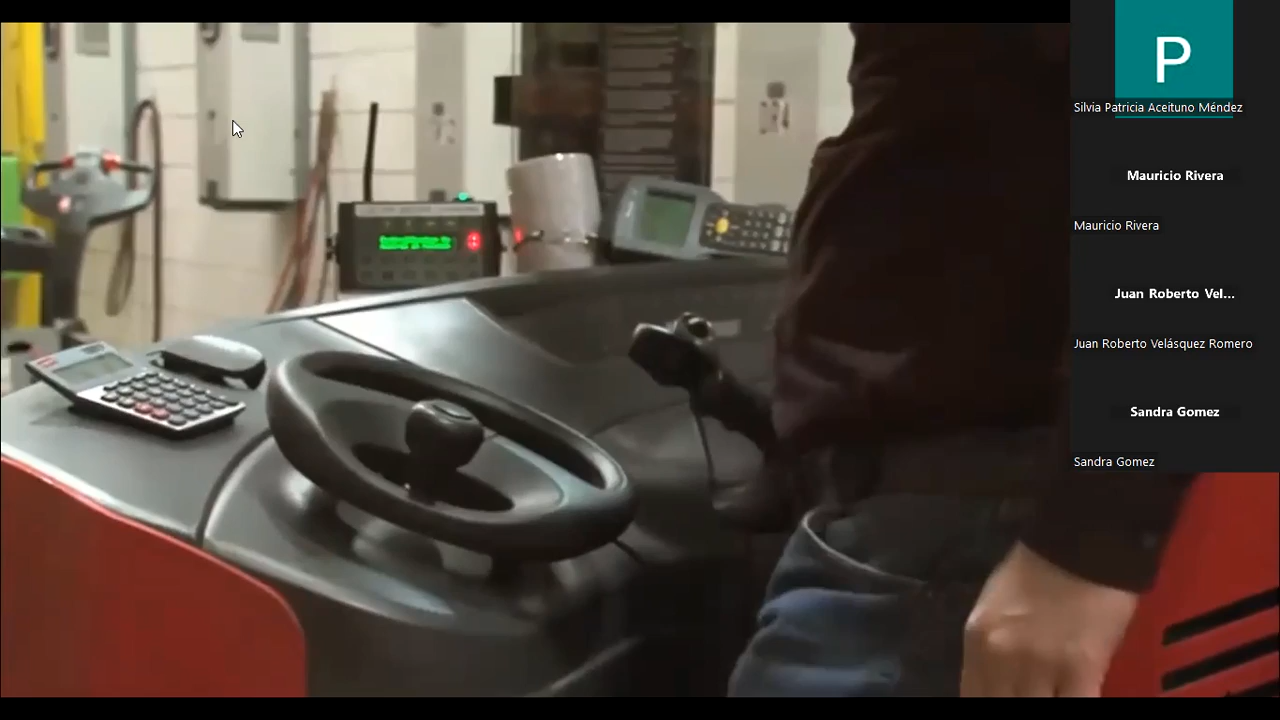 P
Silvia Patricia Aceituno Méndez
Mauricio Rivera
Mauricio Rivera
Juan Roberto Vel...
Juan Roberto Velásquez Romero
Sandra Gomez
Sandra Gomez